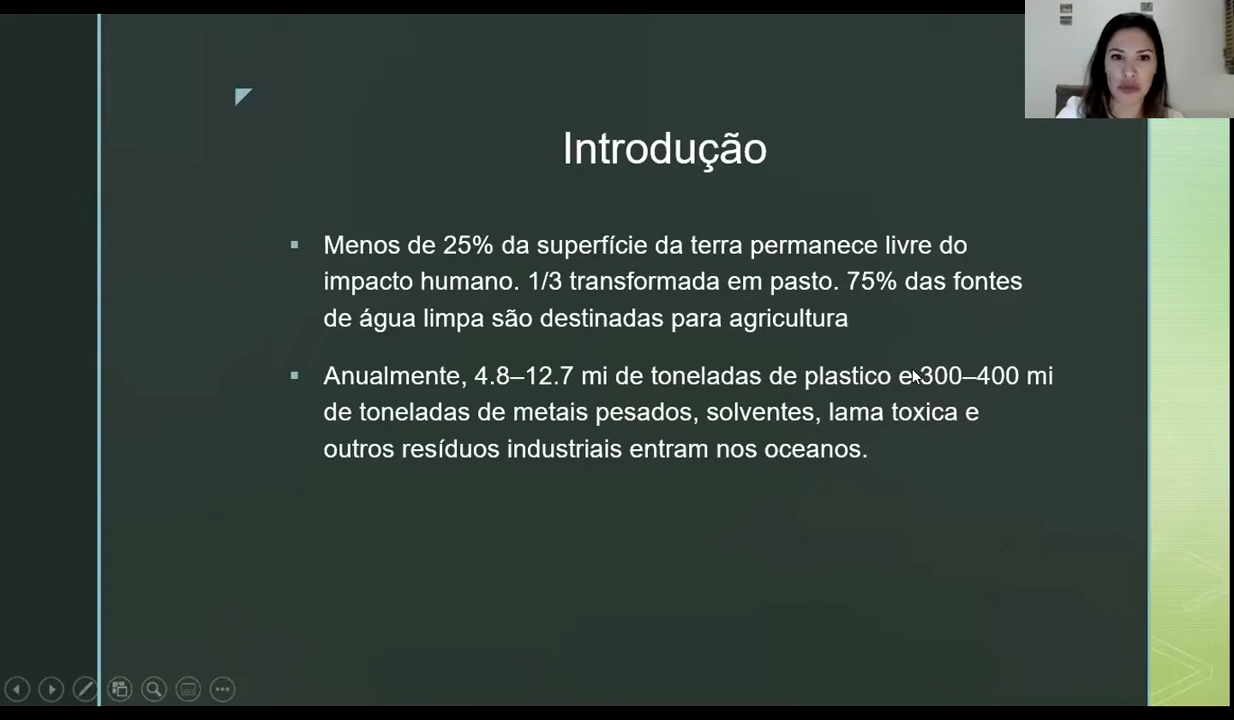 Introdução
Menos de 25% da superfície da terra permanece livre do
impacto humano. 1/3 transformada em pasto. 75% das fontes
de água limpa são destinadas para agricultura
Anualmente, 4.8–12.7 mi de toneladas de plastico e 300–400 mi
de toneladas de metais pesados, solventes, lama toxica e
outros resíduos industriais entram nos oceanos.